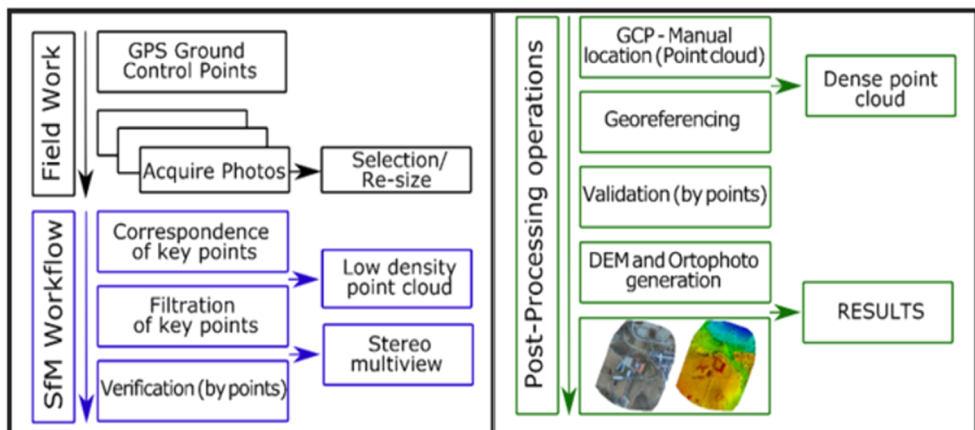 Field Work
GPS Ground
Control Points
Acquire Photos
Selection/
Re-size
SfM Workflow
Correspondence
of key points
Low density
point cloud
Filtration
of key points
Stereo
multiview
Verification (by points)
Post-Processing operations
GCP - Manual
location (Point cloud)
Dense point
cloud
Georeferencing
Validation (by points)
DEM and Ortophoto
generation
RESULTS